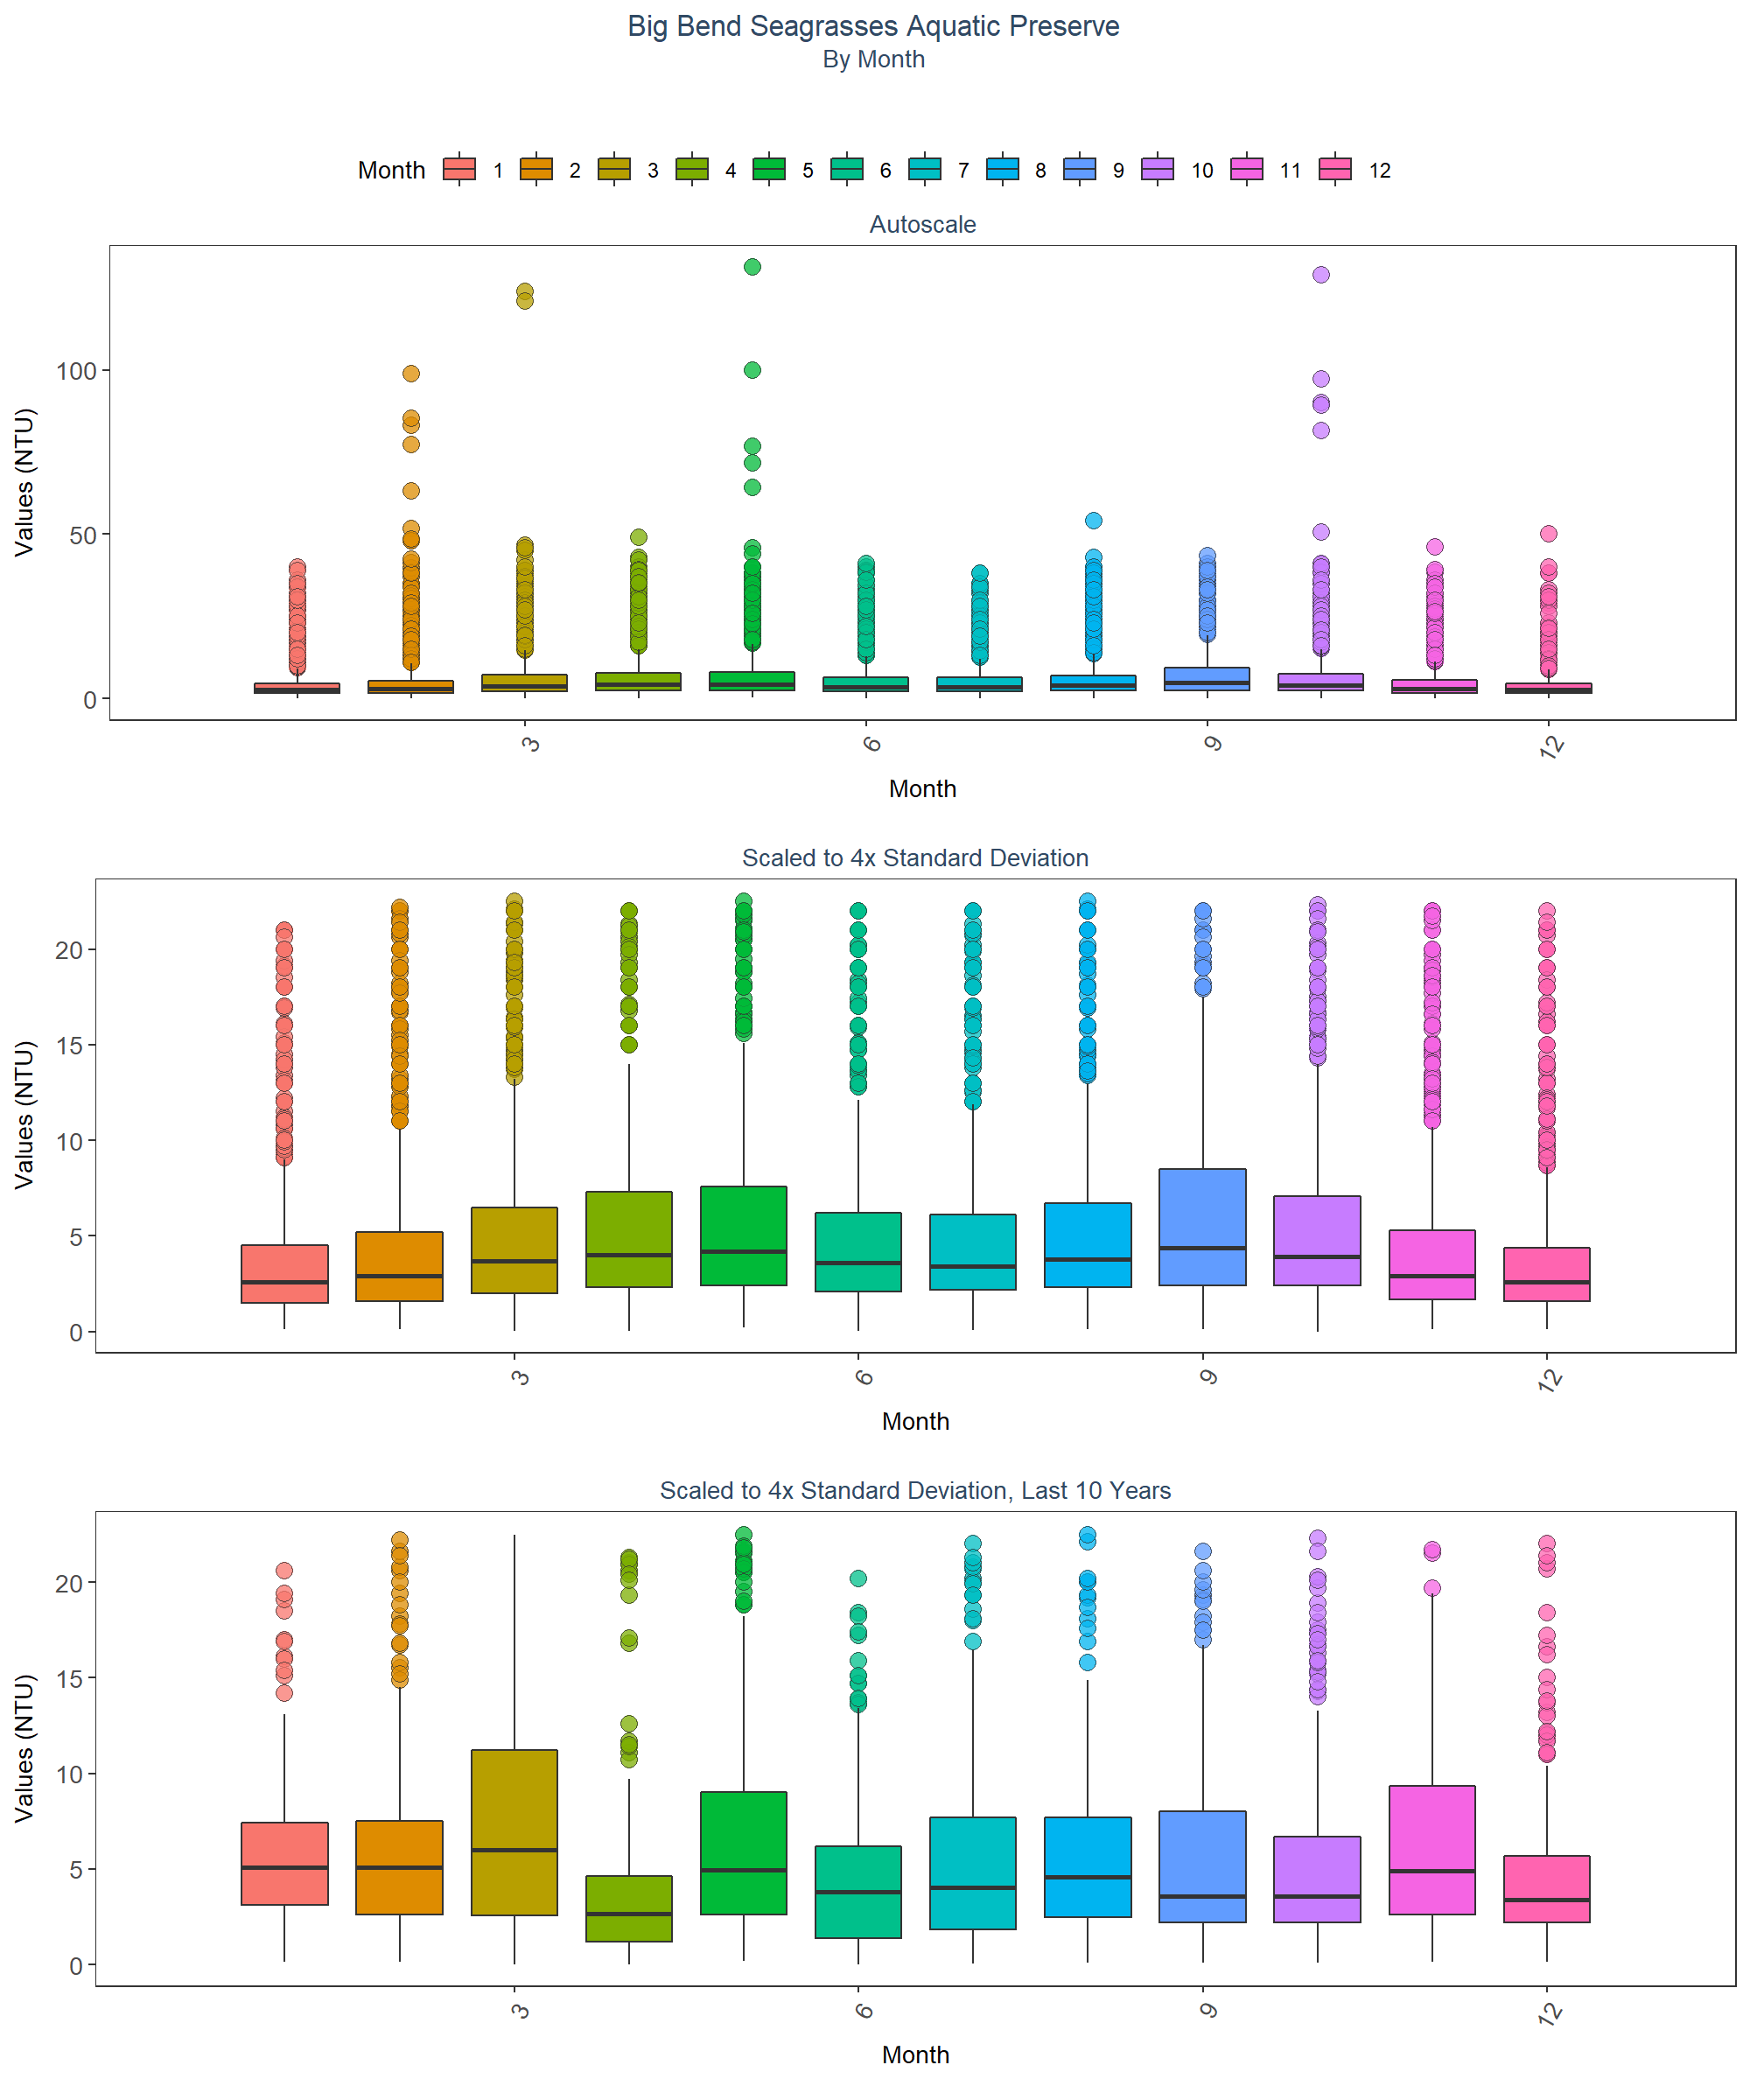 Big Bend Seagrasses Aquatic Preserve
By Month
Month 1 2 3 4 5 6 7 8 9 10 11 12
Autoscale
Values (NTU)
100
50
0
3 6 9 12
Month
Scaled to 4x Standard Deviation
Values (NTU)
20
15
10
5
0
3 6 9 12
Month
Scaled to 4x Standard Deviation, Last 10 Years
Values (NTU)
20
15
10
5
0
3 6 9 12
Month